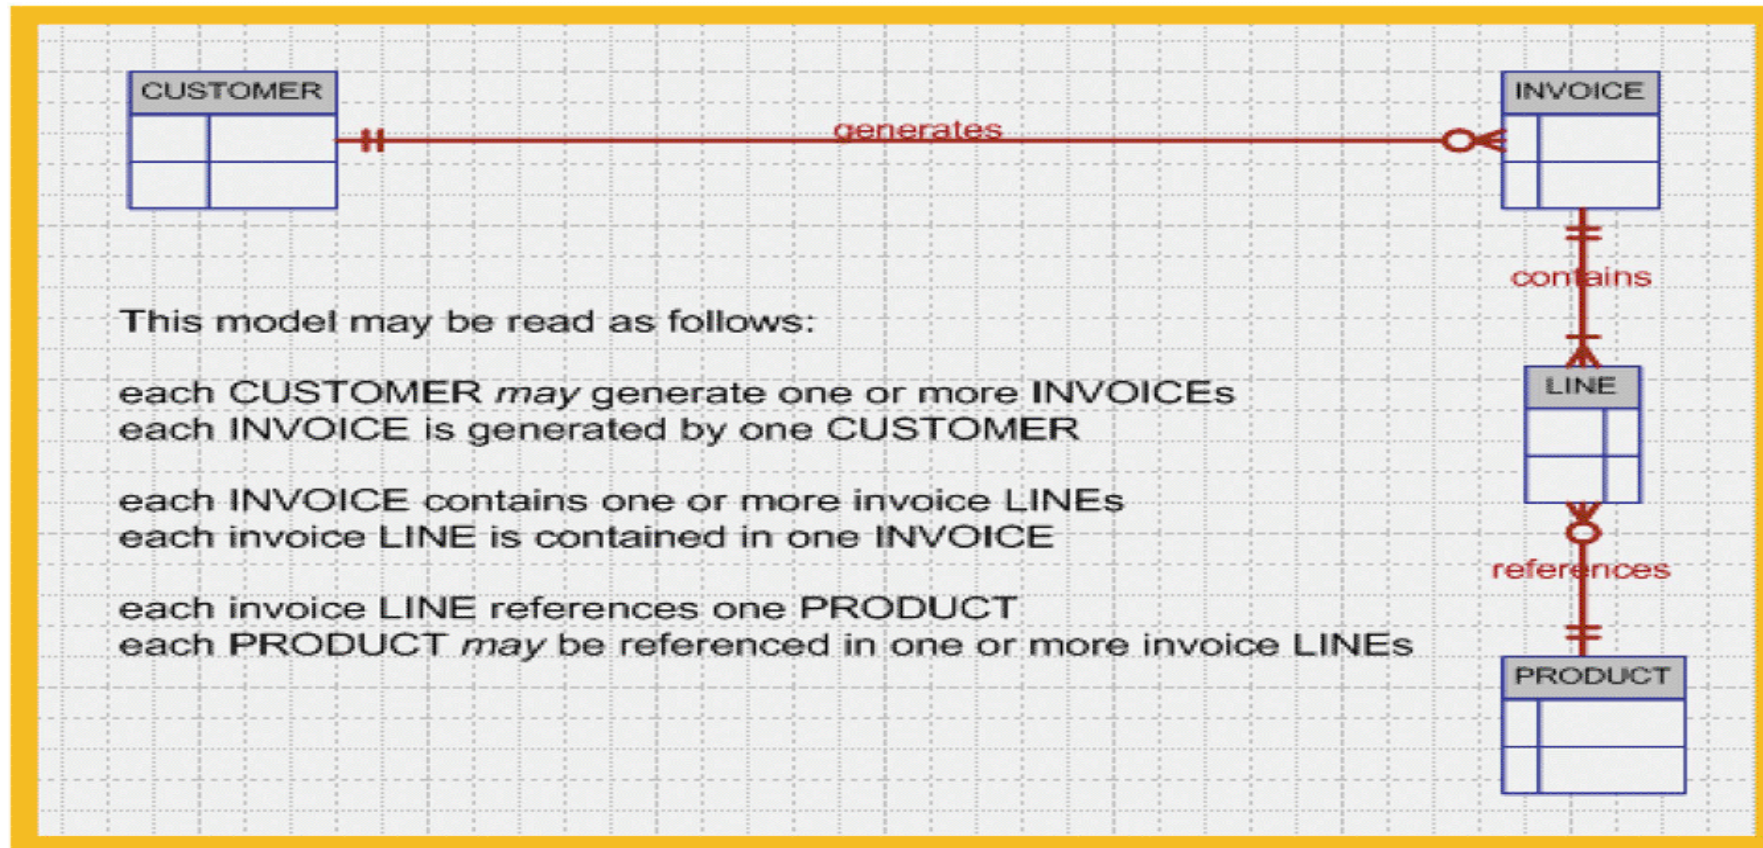 CUSTOMER
generates
INVOICE
contains
LINE
references
PRODUCT
This model may be read as follows:
each CUSTOMER may generate one or more INVOICEs
each INVOICE is generated by one CUSTOMER
each INVOICE contains one or more invoice LINEs
each invoice LINE is contained in one INVOICE
each invoice LINE references one PRODUCT
each PRODUCT may be referenced in one or more invoice LINEs